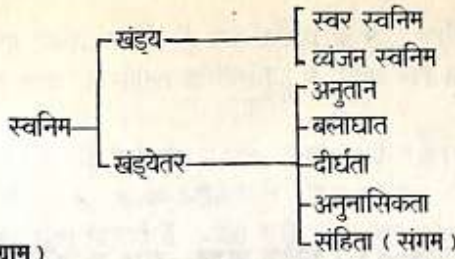 स्वनिम
खंड्य
स्वर स्वनिम
व्यंजन स्वनिम
खंड्येतर
अनुतान
बलाघात
दीर्घता
अनुनासिकता
संहिता ( संगम )